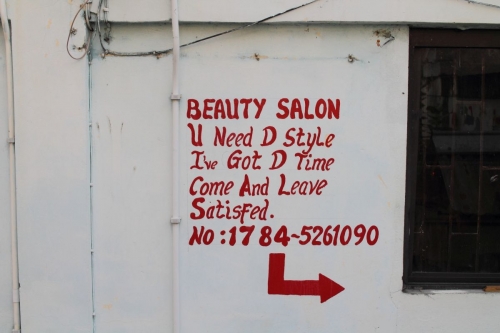 BEAUTY SALON
U Need D Style
I've Got D Time
Come And Leave
Satisfed.
No: 1784-5261090